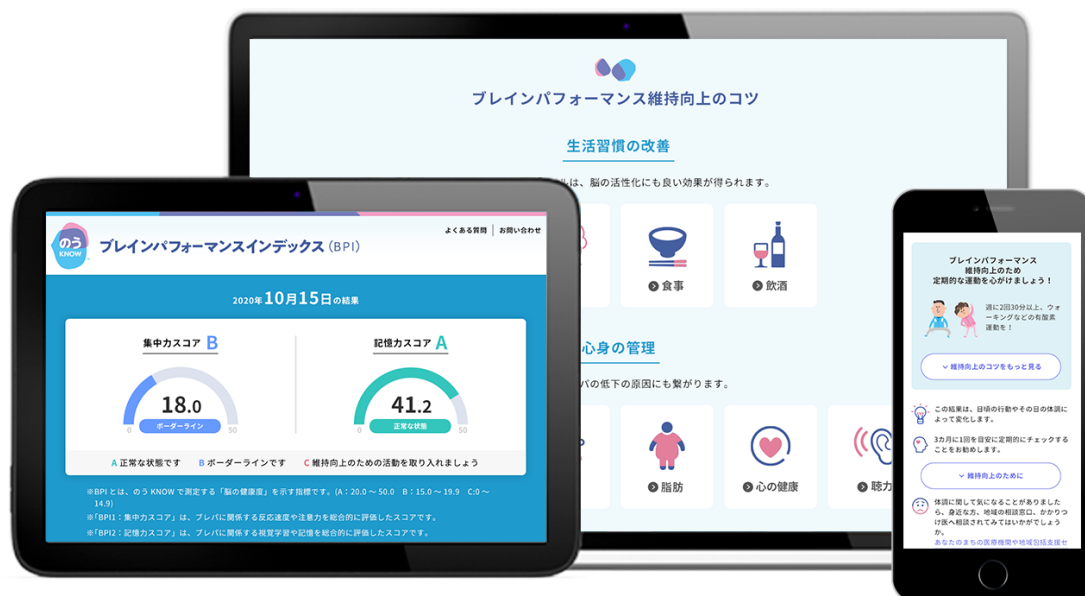 ブレインパフォーマンス維持向上のコツ
生活習慣の改善
は、脳の活性化にも良い効果が得られます。
食事
飲酒
心身の管理
の低下の原因にも繋がります。
脂肪
心の健康
聴力
のう
KNOW
ブレインパフォーマンスインデックス(BPI)
よくある質問 | お問い合わせ
2020年10月15日の結果
集中力スコア B
18.0
0 ボーダーライン 50
記憶力スコア A
41.2
0 正常な状態 50
A 正常な状態です B ボーダーラインです C 維持向上のための活動を取り入れましょう
※BPI とは、のう KNOW で測定する「脳の健康度」を示す指標です。(A:20.0 ~ 50.0 B:15.0 ~ 19.9 C:0 ~
14.9)
※「BPI1:集中力スコア」は、ブレパに関係する反応速度や注意力を総合的に評価したスコアです。
※「BPI2:記憶力スコア」は、ブレパに関係する視覚学習や記憶を総合的に評価したスコアです。
ブレインパフォーマンス
維持向上のため
定期的な運動を心がけましょう!
週に2回30分以上、ウォ
ーキングなどの有酸素
運動を!
維持向上のコツをもっと見る
この結果は、日頃の行動やその日の体調に
よって変化します。
3カ月に1回を目安に定期的にチェックする
ことをお勧めします。
維持向上のために
体調に関して気になることがありました
ら、身近な方、地域の相談窓口、かかりつ
け医へ相談されてみてはいかがでしょう
か。
あなたのまちの医療機関や地域包括支援セ